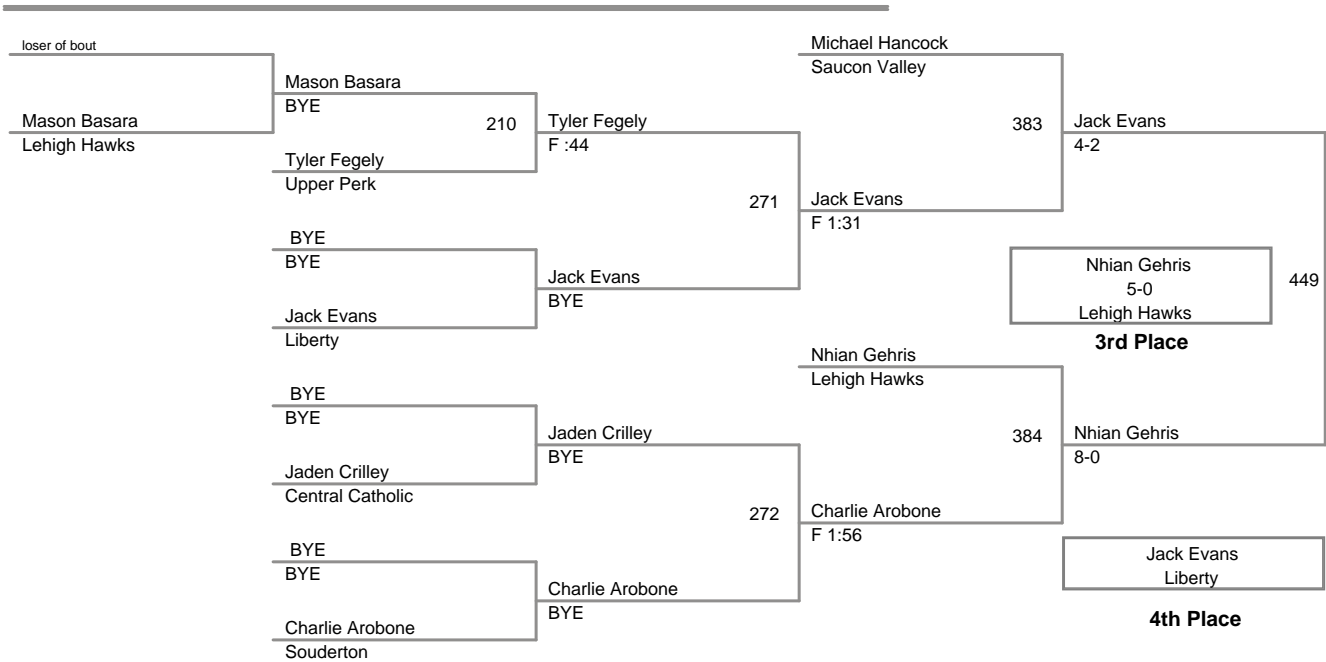 loser of bout
Mason Basara
Lehigh Hawks
Mason Basara
BYE
Tyler Fegely
Upper Perk
BYE
BYE
Jack Evans
Liberty
BYE
BYE
Jaden Crilley
Central Catholic
BYE
BYE
Charlie Arobone
Souderton
210
Tyler Fegely
F :44
Jack Evans
BYE
Jaden Crilley
BYE
Charlie Arobone
BYE
271
272
Michael Hancock
Saucon Valley
Jack Evans
F 1:31
Nhian Gehris
Lehigh Hawks
Charlie Arobone
F 1:56
383
384
Jack Evans
4-2
Nhian Gehris
8-0
449
Nhian Gehris
5-0
Lehigh Hawks
3rd Place
Jack Evans
Liberty
4th Place